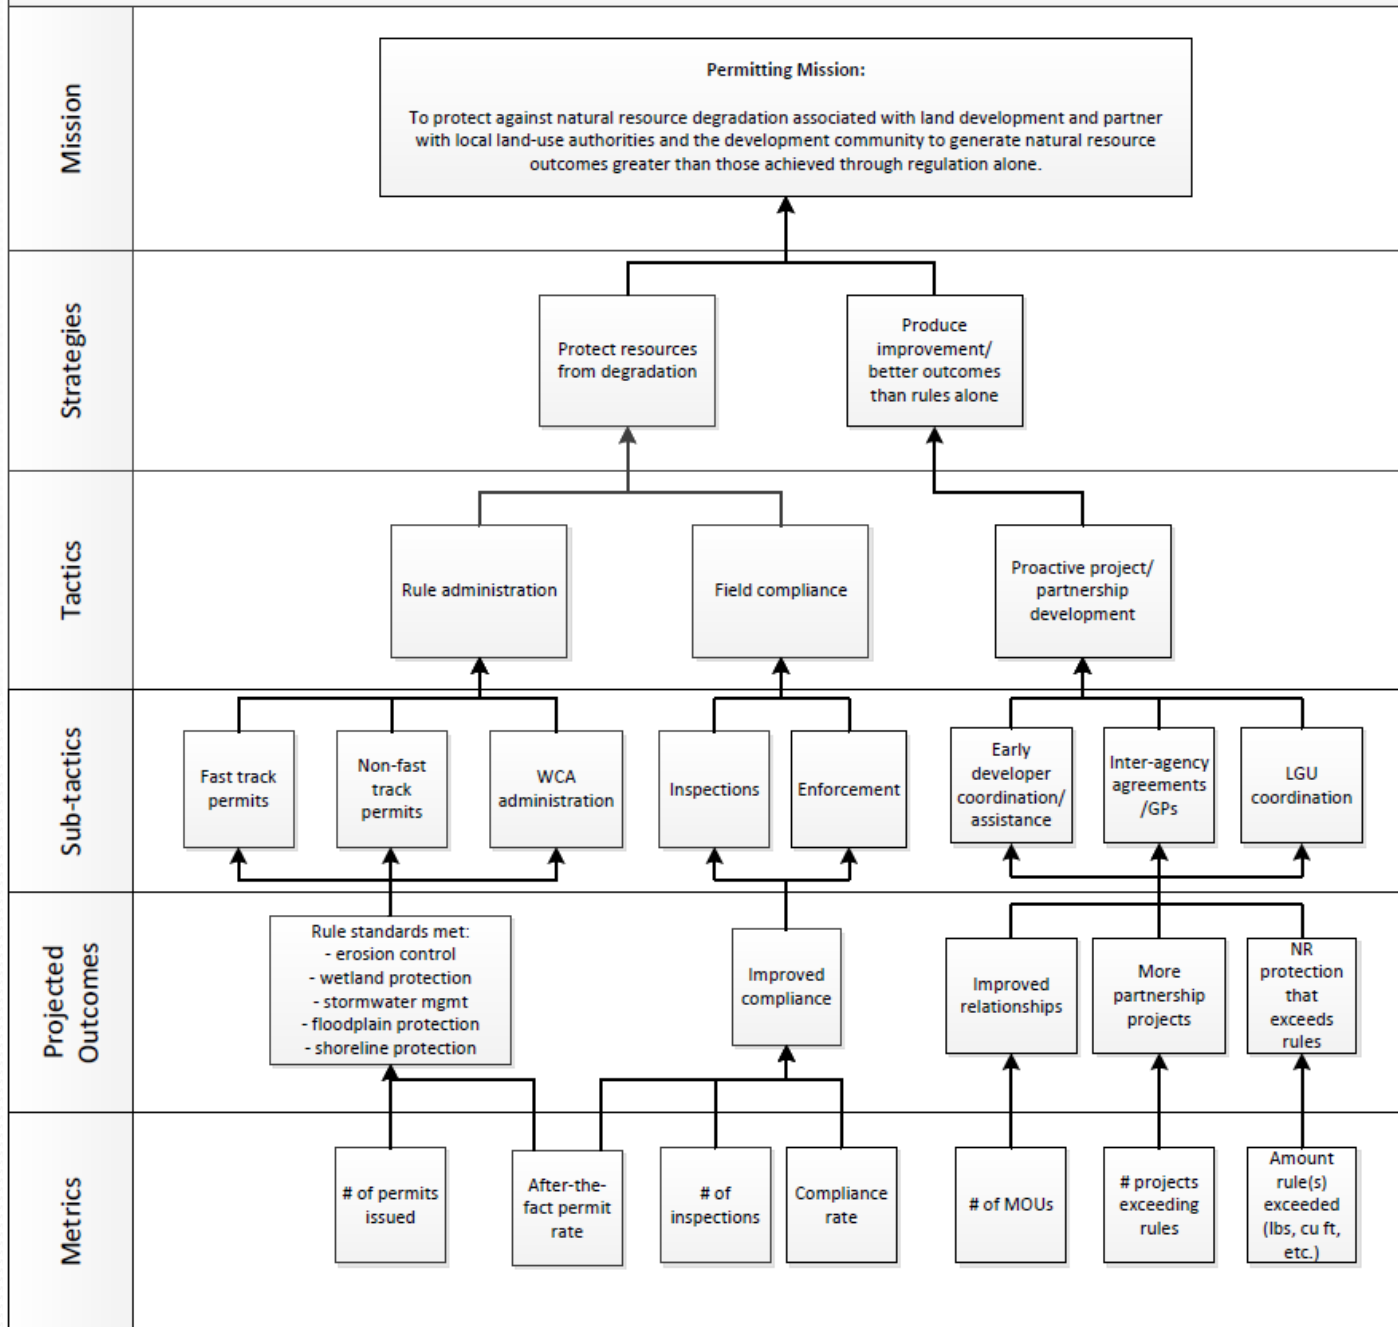 Mission
Permitting Mission:
To protect against natural resource degradation associated with land development and partner
with local land-use authorities and the development community to generate natural resource
outcomes greater than those achieved through regulation alone.
Strategies
Protect resources
from degradation
Produce
improvement/
better outcomes
than rules alone
Tactics
Rule administration
Field compliance
Proactive project/
partnership
development
Sub-tactics
Fast track
permits
Non-fast
track
permits
WCA
administration
Inspections
Enforcement
Early
developer
coordination/
assistance
Inter-agency
agreements
/GPs
LGU
coordination
Projected
Outcomes
Rule standards met:
- erosion control
- wetland protection
- stormwater mgmt
- floodplain protection
- shoreline protection
Improved
compliance
Improved
relationships
More
partnership
projects
NR
protection
that
exceeds
rules
Metrics
# of permits
issued
After-the-
fact permit
rate
# of
inspections
Compliance
rate
# of MOUs
# projects
exceeding
rules
Amount
rule(s)
exceeded
(lbs, cu ft,
etc.)